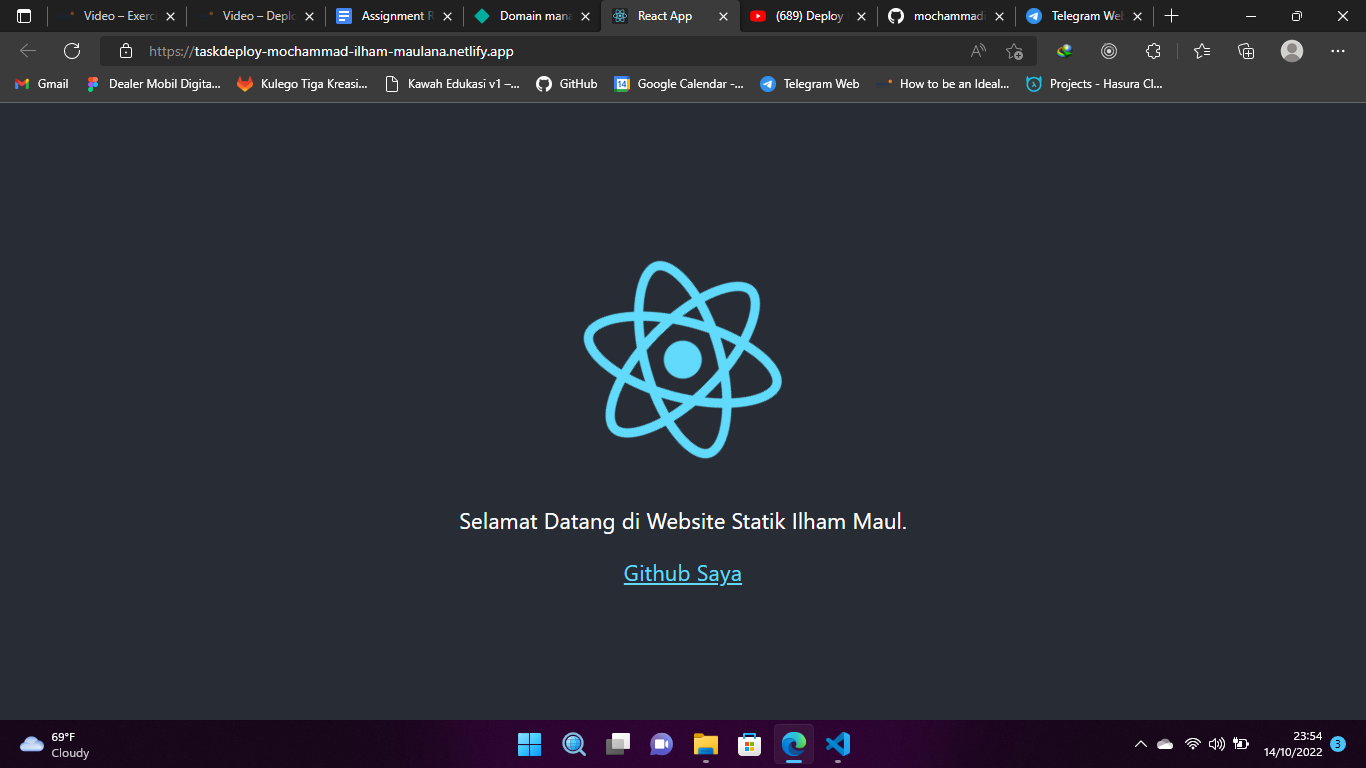 Video – Exerc
Video – Deplo
Assignment R
Domain mana
React App
(689) Deploy
mochammadi
Telegram Web
https://taskdeploy-mochammad-ilham-maulana.netlify.app
Gmail
Dealer Mobil Digita...
Kulego Tiga Kreasi...
Kawah Edukasi v1 –...
GitHub
14
Google Calendar -...
Telegram Web
How to be an Ideal...
Projects - Hasura Cl...
Selamat Datang di Website Statik Ilham Maul.
Github Saya
69°F
Cloudy
23:54
14/10/2022
3